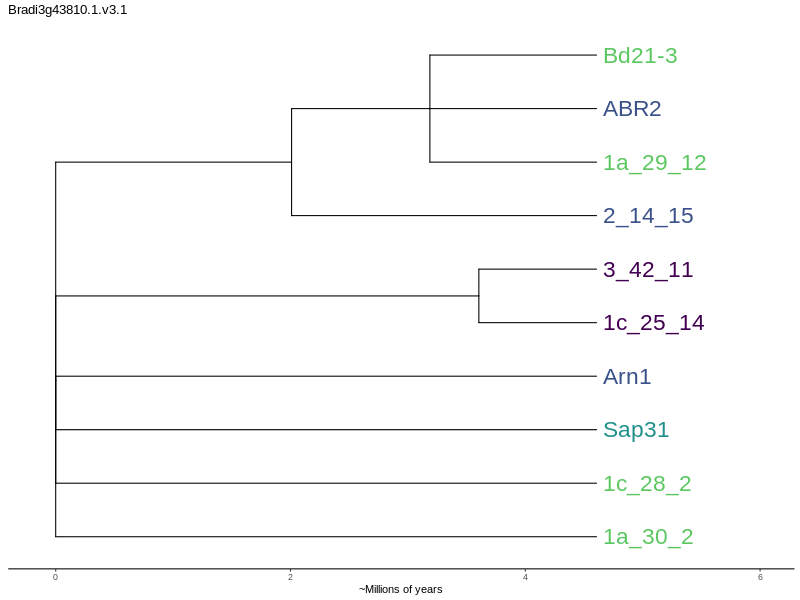 Bradi3g43810.1.v3.1
Bd21-3
ABR2
1a_29_12
2_14_15
3_42_11
1c_25_14
Arn1
Sap31
1c_28_2
1a_30_2
0 2 4 6
~Millions of years